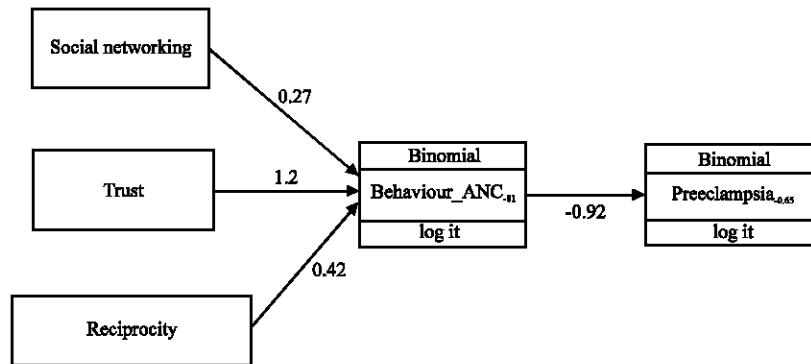 Social networking
0.27
Binomial
Binomial
Trust
1.2
Behaviour_ANC-81
-0.92
Preeclampsia-0.65
log it
log it
0.42
Reciprocity